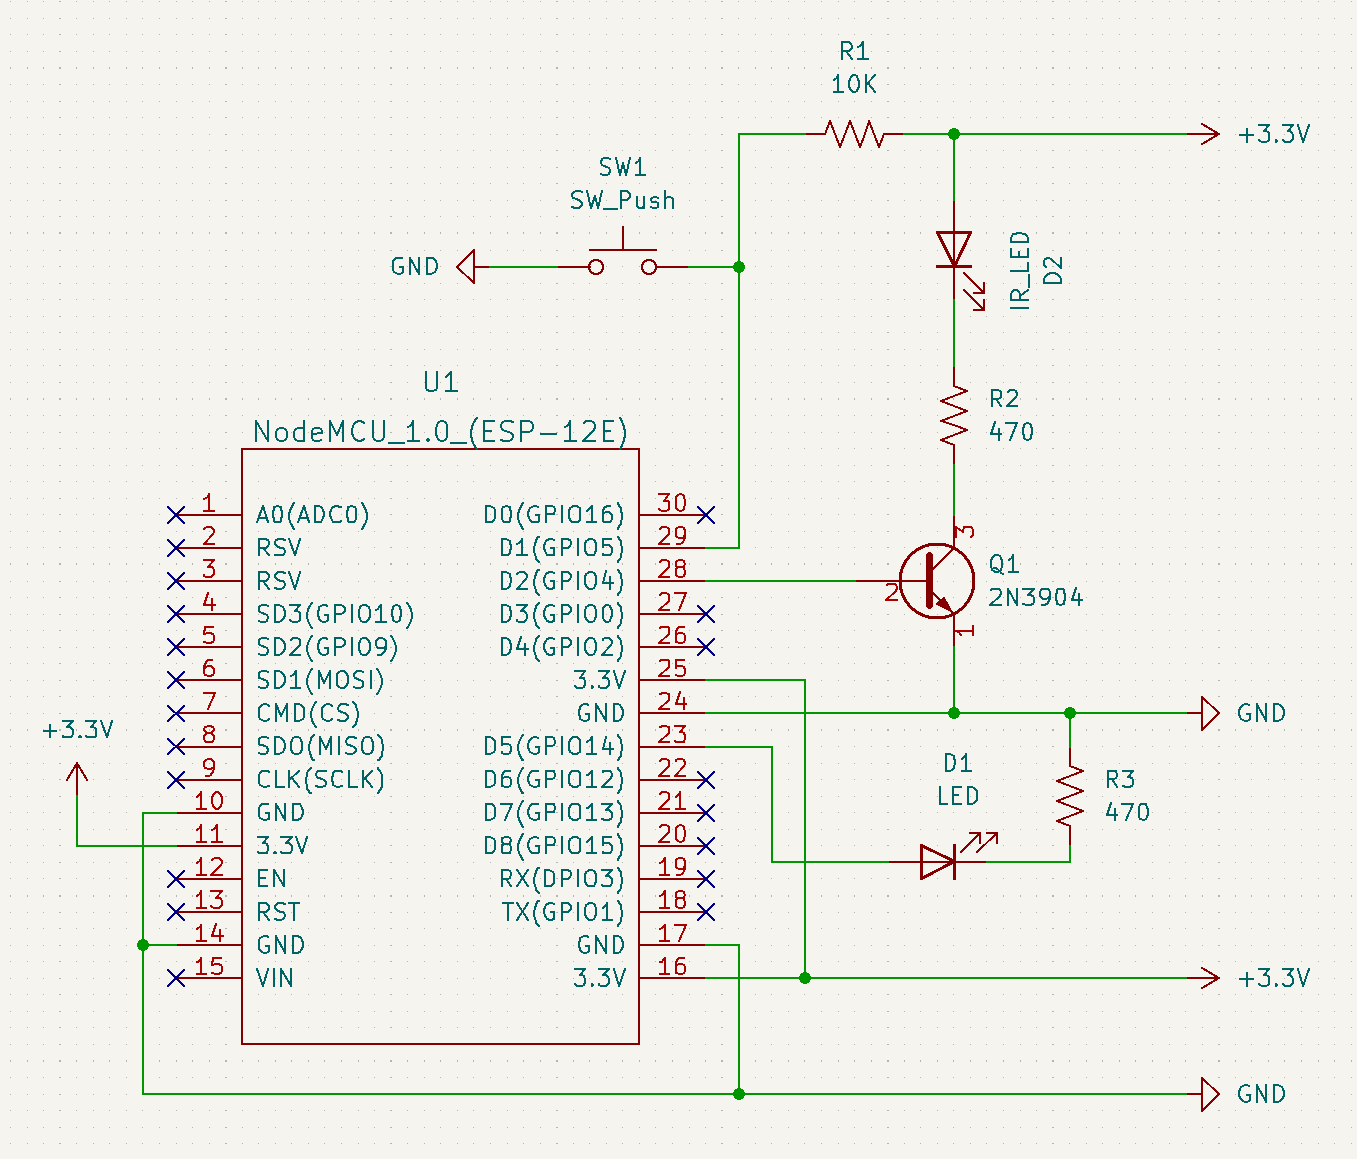 R1
10K
+3.3V
SW1
SW_Push
GND
IR_LED
D2
U1
NodeMCU_1.0_(ESP-12E)
R2
470
1 A0(ADC0) D0(GPIO16) 30
2 RSV D1(GPIO5) 29
3 RSV D2(GPIO4) 28
4 SD3(GPIO10) D3(GPIO0) 27
5 SD2(GPIO9) D4(GPIO2) 26
6 SD1(MOSI) 3.3V 25
7 CMD(CS) GND 24
8 SD0(MISO) D5(GPIO14) 23
9 CLK(SCLK) D6(GPIO12) 22
10 GND D7(GPIO13) 21
11 3.3V D8(GPIO15) 20
12 EN RX(DPIO3) 19
13 RST TX(GPIO1) 18
14 GND GND 17
15 VIN 3.3V 16
3
2
1
Q1
2N3904
+3.3V
GND
D1
LED
R3
470
+3.3V
GND